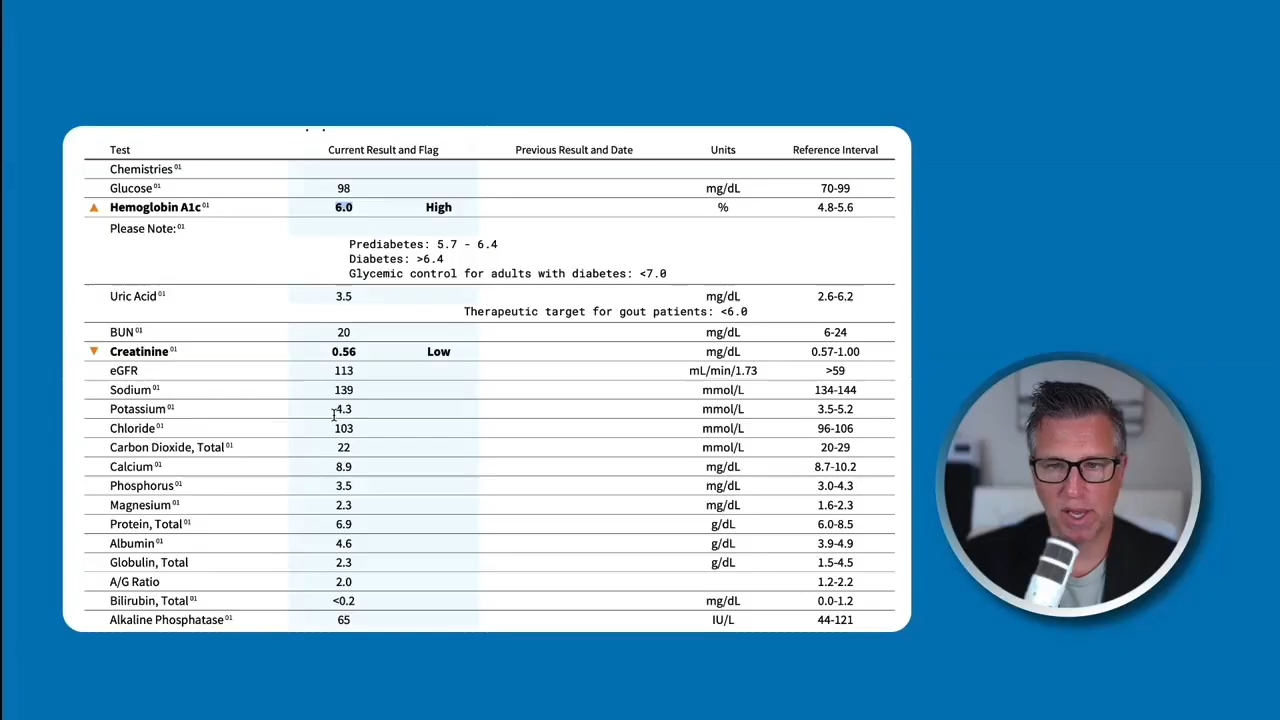 Test Current Result and Flag Previous Result and Date Units Reference Interval
Chemistries 01
Glucose 01 98 mg/dL 70-99
▲ Hemoglobin A1c 01 6.0 High % 4.8-5.6
Please Note: 01
Prediabetes: 5.7 - 6.4
Diabetes: >6.4
Glycemic control for adults with diabetes: <7.0
Uric Acid 01 3.5 mg/dL 2.6-6.2
Therapeutic target for gout patients: <6.0
BUN 01 20 mg/dL 6-24
▼ Creatinine 01 0.56 Low mg/dL 0.57-1.00
eGFR 113 mL/min/1.73 >59
Sodium 01 139 mmol/L 134-144
Potassium 01 4.3 mmol/L 3.5-5.2
Chloride 01 103 mmol/L 96-106
Carbon Dioxide, Total 01 22 mmol/L 20-29
Calcium 01 8.9 mg/dL 8.7-10.2
Phosphorus 01 3.5 mg/dL 3.0-4.3
Magnesium 01 2.3 mg/dL 1.6-2.3
Protein, Total 01 6.9 g/dL 6.0-8.5
Albumin 01 4.6 g/dL 3.9-4.9
Globulin, Total 2.3 g/dL 1.5-4.5
A/G Ratio 2.0 1.2-2.2
Bilirubin, Total 01 <0.2 mg/dL 0.0-1.2
Alkaline Phosphatase 01 65 IU/L 44-121